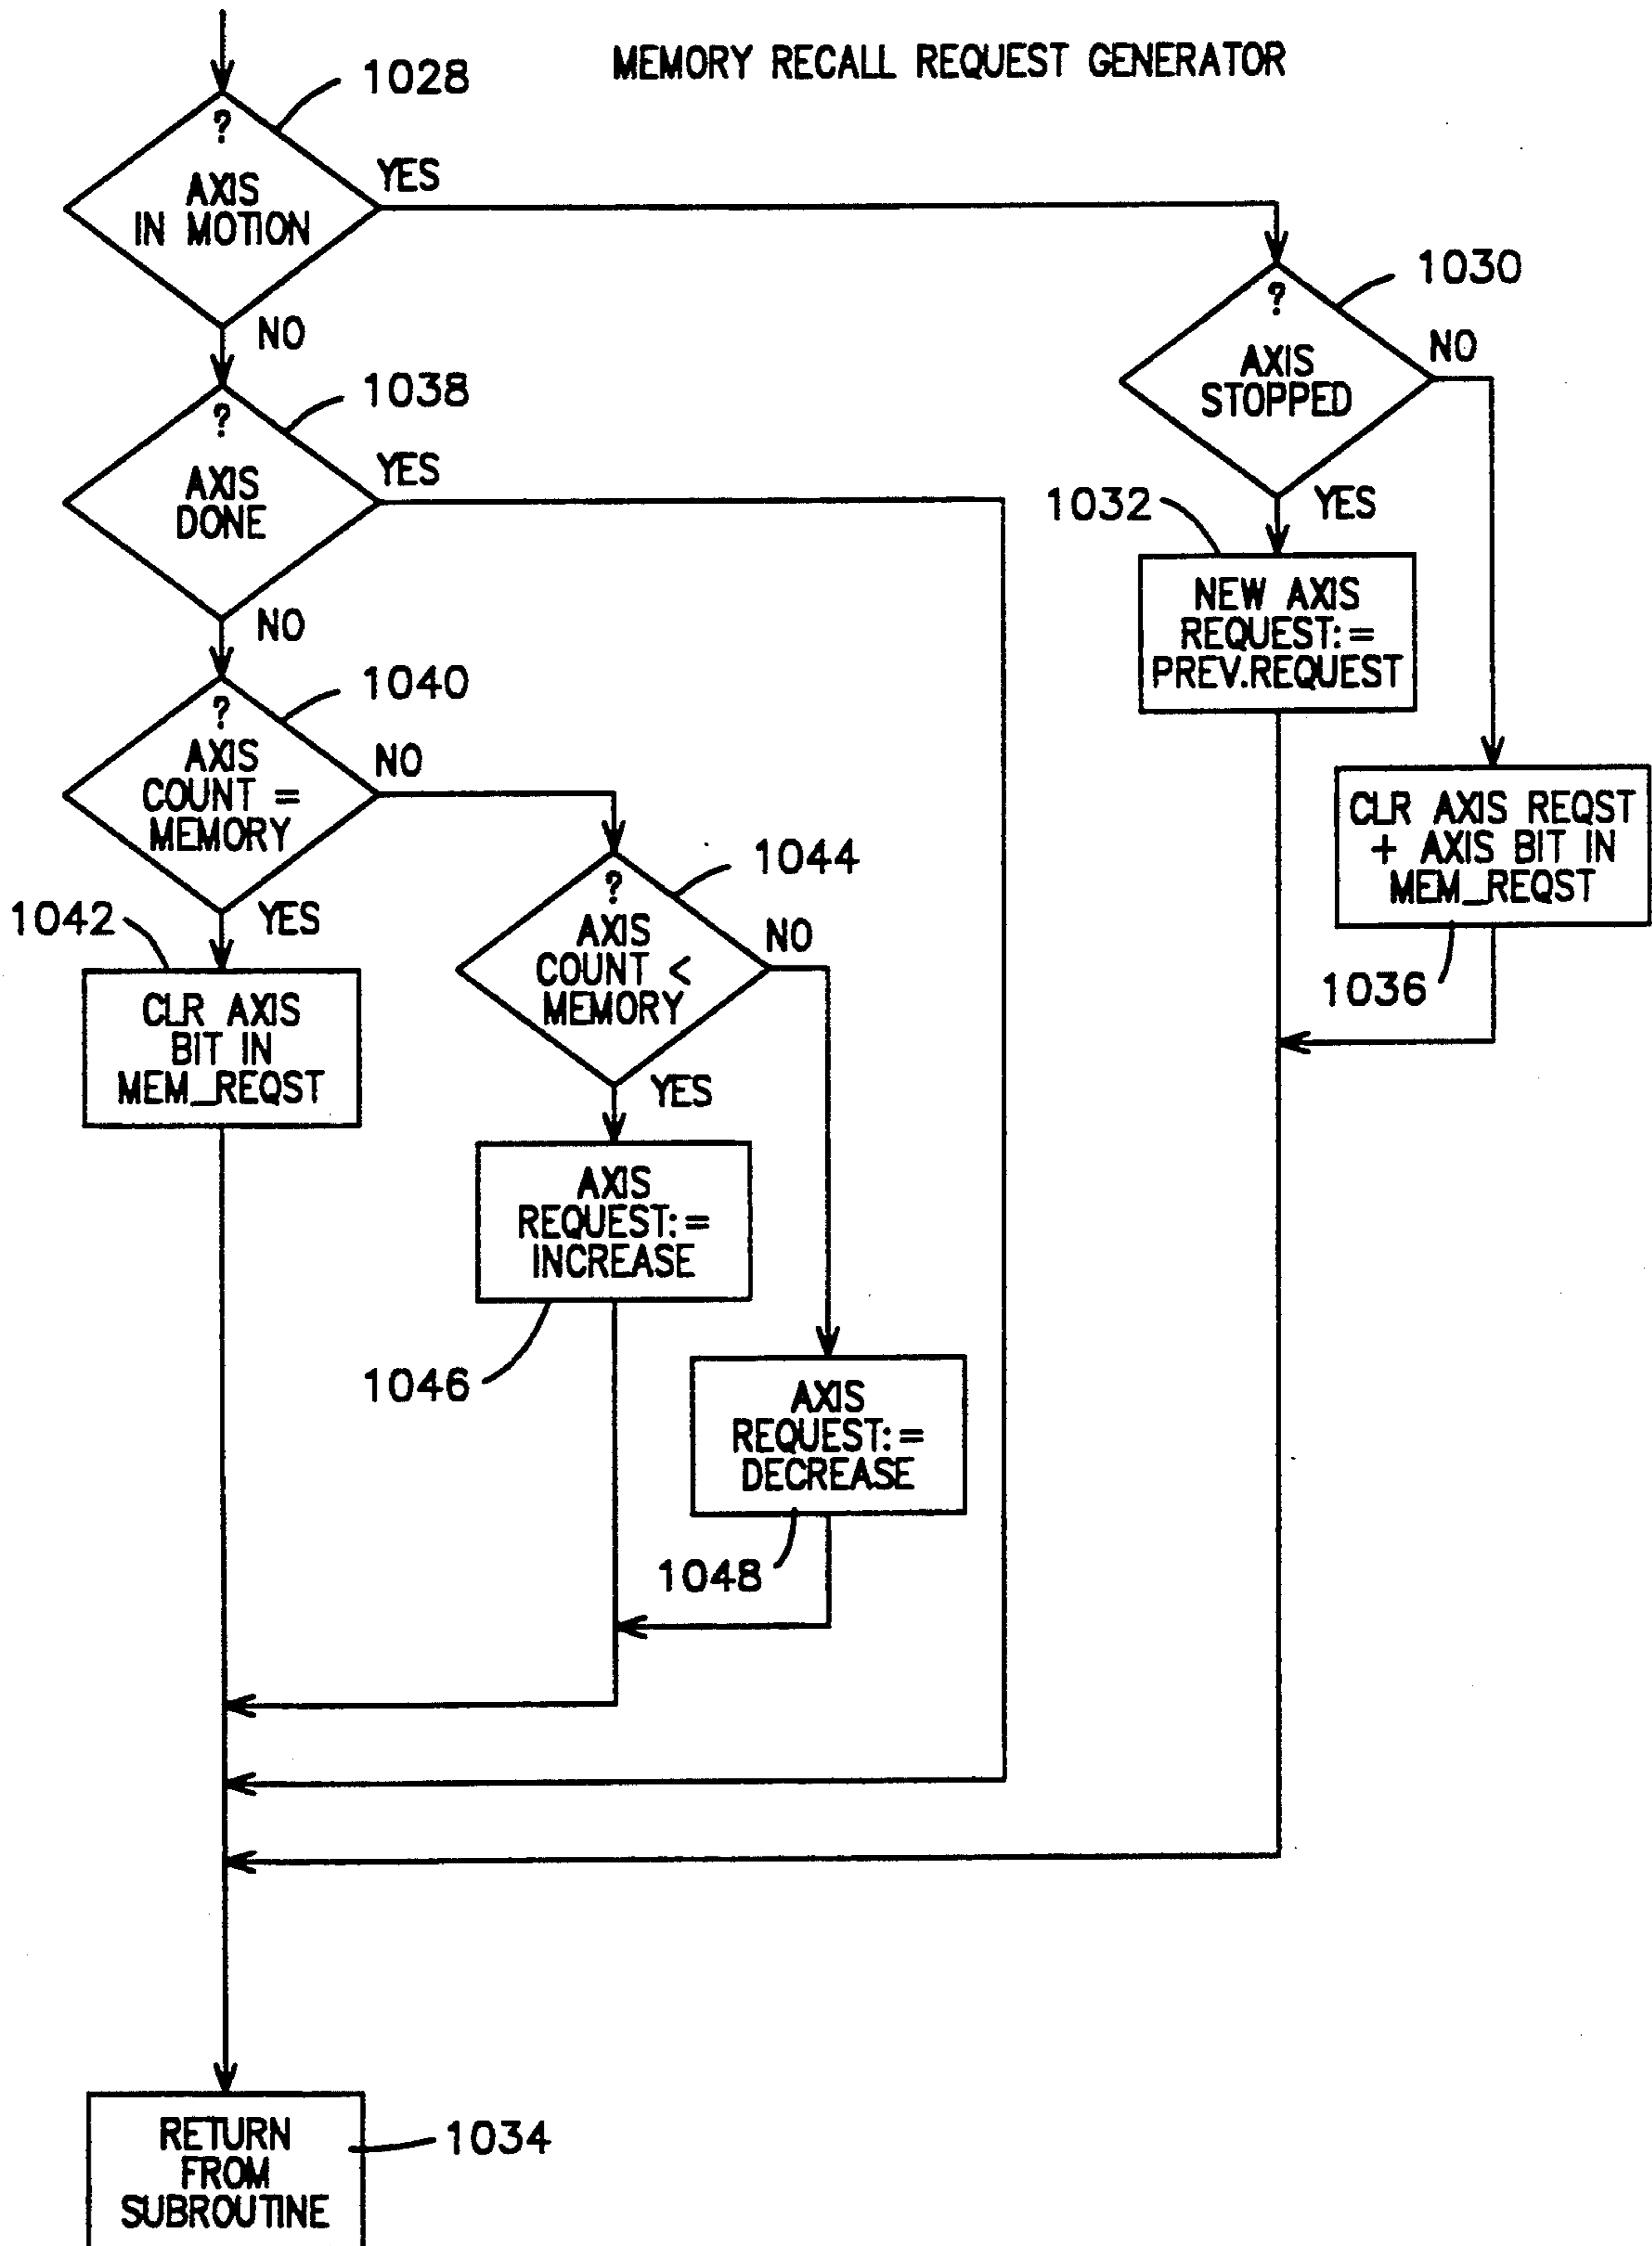 MEMORY RECALL REQUEST GENERATOR
1028
?
AXIS
IN MOTION
YES
NO
1030
?
AXIS
STOPPED
NO
YES
1038
?
AXIS
DONE
YES
NO
1032
NEW AXIS
REQUEST:=
PREV.REQUEST
1040
?
AXIS
COUNT =
MEMORY
NO
YES
CLR AXIS REQST
+ AXIS BIT IN
MEM_REQST
1036
1044
?
AXIS
COUNT <
MEMORY
NO
YES
1042
CLR AXIS
BIT IN
MEM_REQST
AXIS
REQUEST:=
INCREASE
1046
AXIS
REQUEST:=
DECREASE
1048
RETURN
FROM
SUBROUTINE
1034